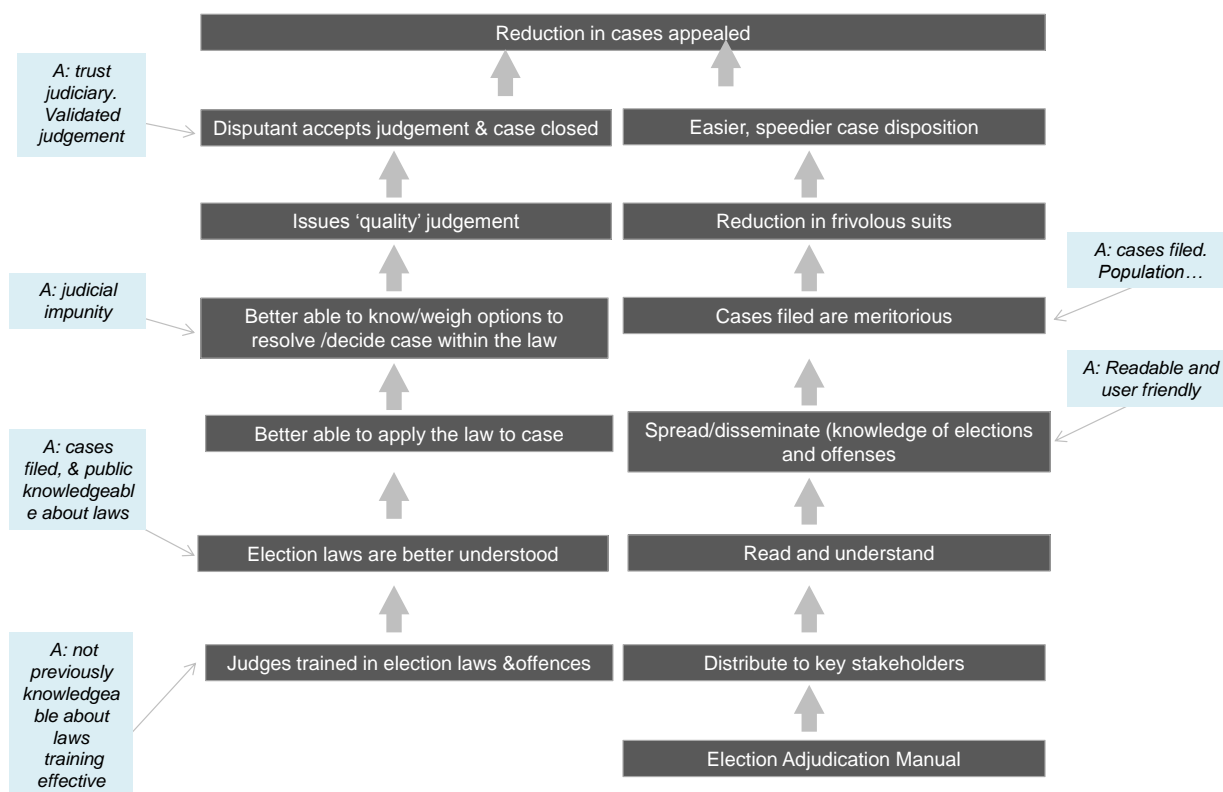 Reduction in cases appealed
A: trust
judiciary.
Validated
judgement
Disputant accepts judgement & case closed
Easier, speedier case disposition
Issues ‘quality’ judgement
Reduction in frivolous suits
A: cases filed.
Population…
A: judicial
impunity
Better able to know/weigh options to
resolve /decide case within the law
Cases filed are meritorious
A: Readable and
user friendly
Better able to apply the law to case
Spread/disseminate (knowledge of elections
and offenses
A: cases
filed, & public
knowledgeabl
e about laws
Election laws are better understood
Read and understand
A: not
previously
knowledgea
ble about
laws
training
effective
Judges trained in election laws &offences
Distribute to key stakeholders
Election Adjudication Manual